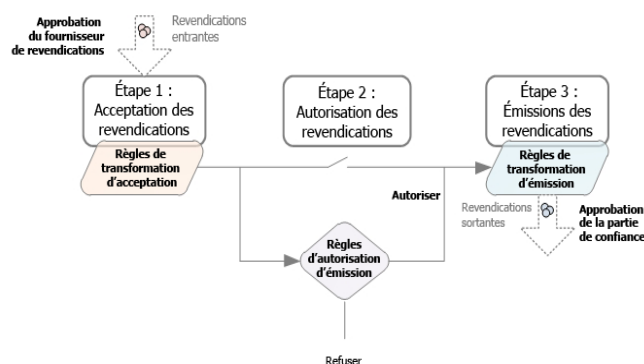 Approbation
du fournisseur
de revendications
Revendications
entrantes
Étape 1 :
Acceptation des
revendications
Étape 2 :
Autorisation des
revendications
Étape 3 :
Émissions des
revendications
Règles de
transformation
d'acceptation
Règles de
transformation
d'émission
Autoriser
Revendications
sortantes
Approbation
de la partie
de confiance
Règles
d'autorisation
d'émission
Refuser